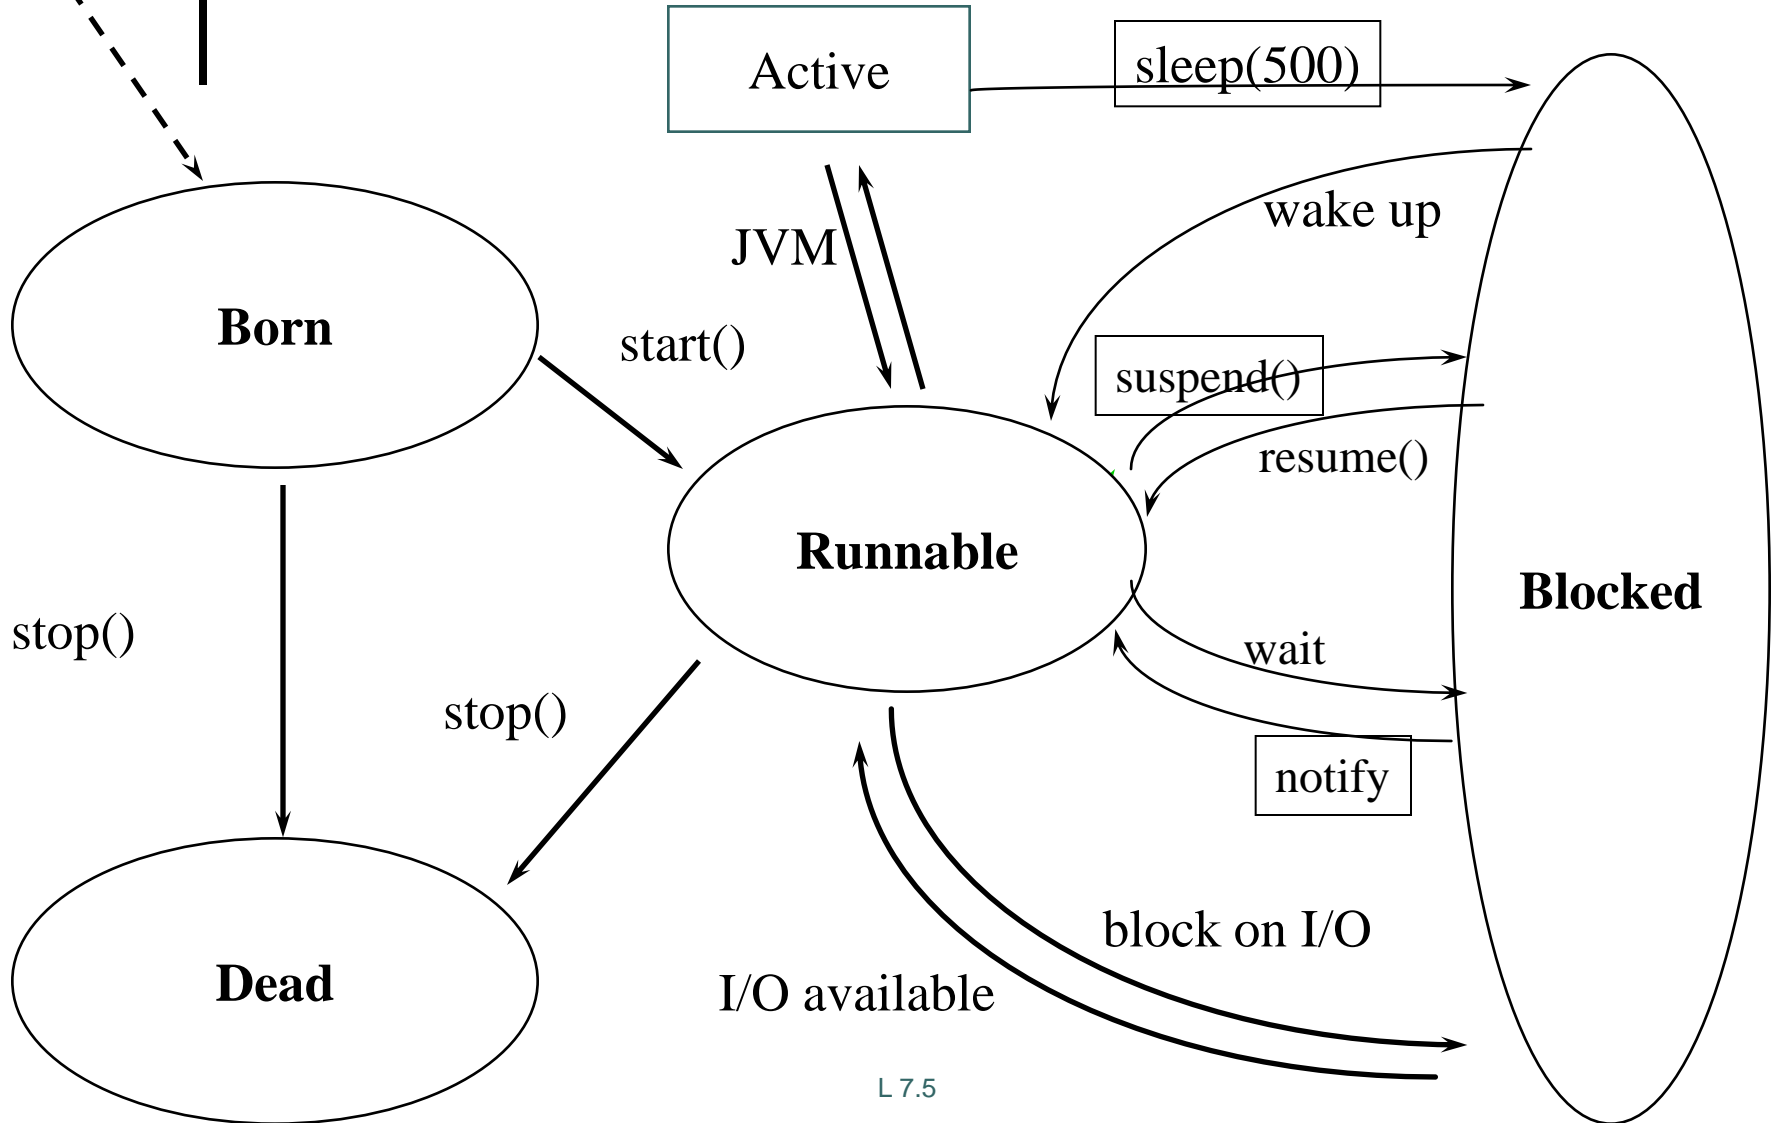 Active
sleep(500)
wake up
JVM
Born
start()
suspend()
resume()
Runnable
Blocked
stop()
wait
stop()
notify
block on I/O
Dead
I/O available
L 7.5